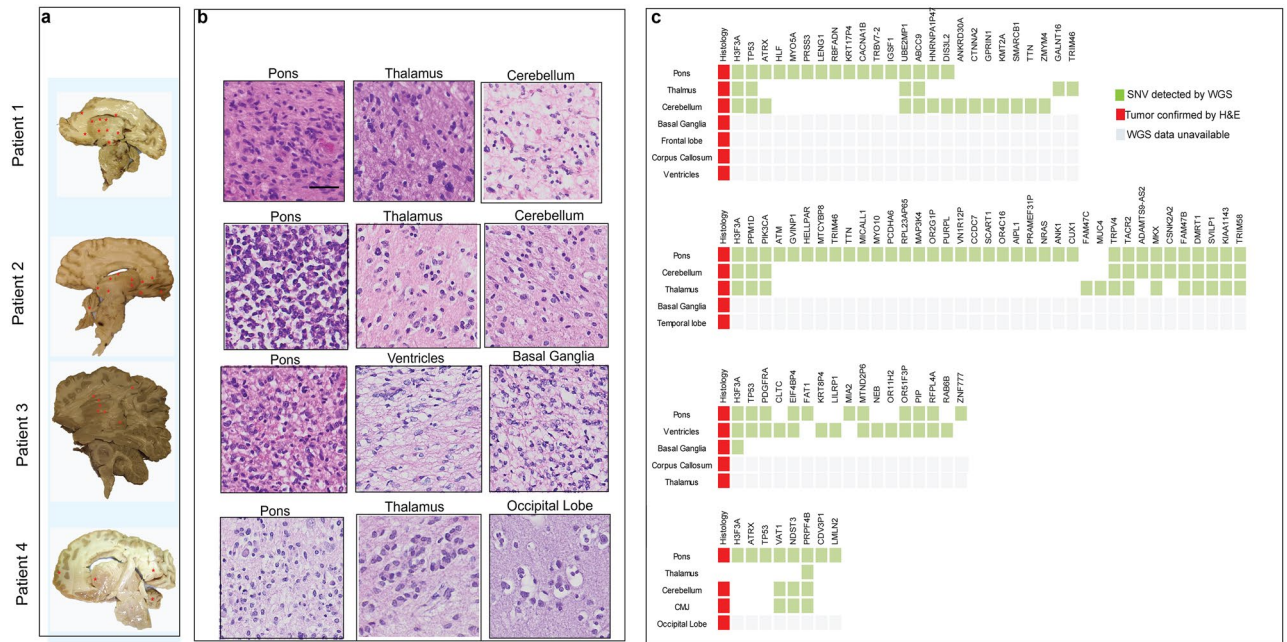 a
b
c
Patient 1
Patient 2
Patient 3
Patient 4
Pons
Thalamus
Cerebellum
Pons
Thalamus
Cerebellum
Pons
Ventricles
Basal Ganglia
Pons
Thalamus
Occipital Lobe
Histology
H3F3A
TP53
ATRX
HLF
MYO5A
PRSS3
LENG1
RBFADN
KRT17P4
CACNA1B
TRBV7-2
IGSF1
UBE2MP1
ABCC9
HNRNPA1P47
DIS3L2
ANKRD30A
CTNNA2
GPRIN1
KMT2A
SMARCB1
TTN
ZMYM4
GALNT16
TRIM46
Pons
Thalmus
Cerebellum
Basal Ganglia
Frontal lobe
Corpus Callosum
Ventricles
SNV detected by WGS
Tumor confirmed by H&E
WGS data unavailable
Histology
H3F3A
PPM1D
PIK3CA
ATM
GVINP1
HELLPAR
MTCYBP8
TRIM46
TTN
MICALL1
MYO10
PCDHA6
RPL23AP65
MAP3K4
OR2G1P
PURPL
VN1R12P
CCDC7
SCART1
OR4C16
AIPL1
PRAMEF31P
NRAS
ANK1
CUX1
FAM47C
MUC4
TRPV4
TACR2
ADAMTS9-AS2
MKX
CSNK2A2
FAM47B
DMRT1
SVILP1
KIAA1143
TRIM58
Pons
Cerebellum
Thalamus
Basal Ganglia
Temporal lobe
Histology
H3F3A
TP53
PDGFRA
CLTC
EIF4BP4
FAT1
KRT8P4
LILRP1
MIA2
MTND2P6
NEB
OR11H2
OR51F3P
PIP
RFPL4A
RAB6B
ZNF777
Pons
Ventricles
Basal Ganglia
Corpus Callosum
Thalamus
Histology
H3F3A
ATRX
TP53
VAT1
NDST3
PRPF4B
CDV3P1
LMLN2
Pons
Thalamus
Cerebellum
CMJ
Occipital Lobe